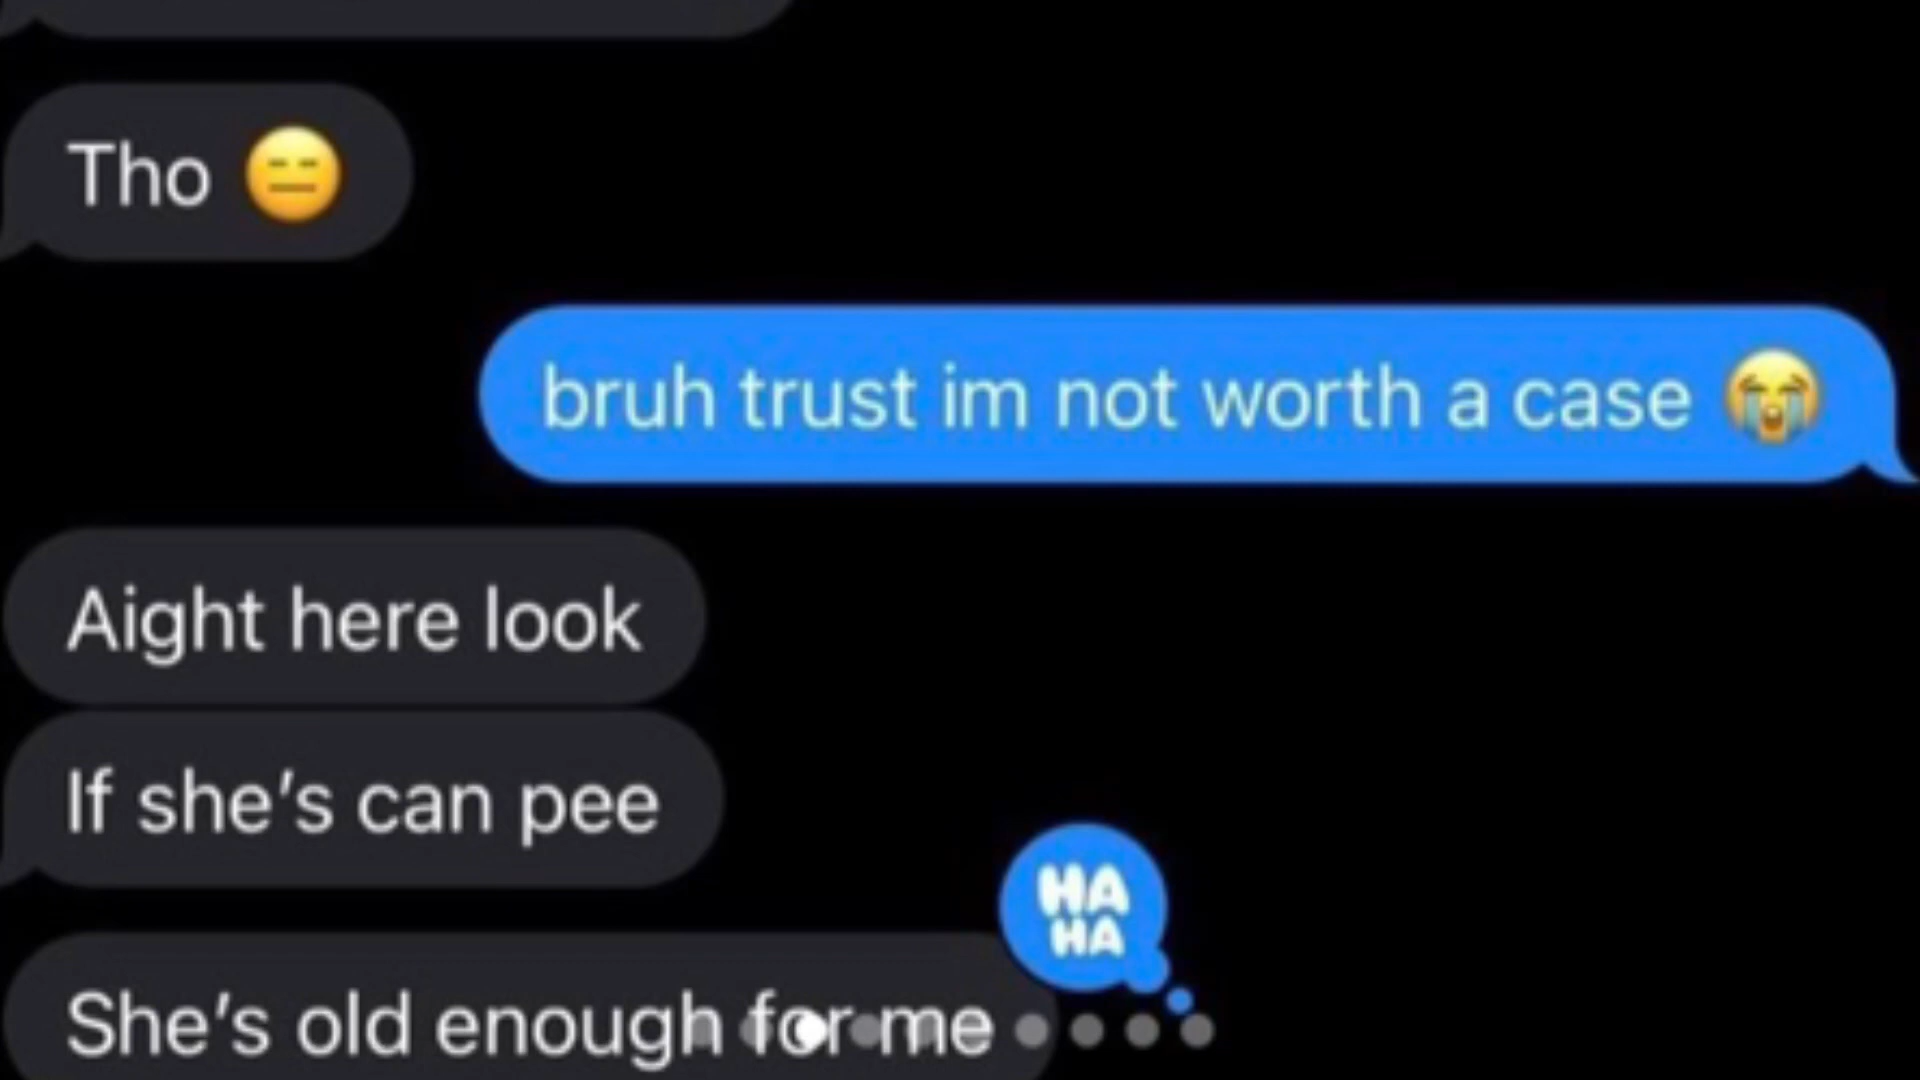 Tho 😑
bruh trust im not worth a case 😭
Aight here look
If she's can pee
HA
HA
She's old enough for me